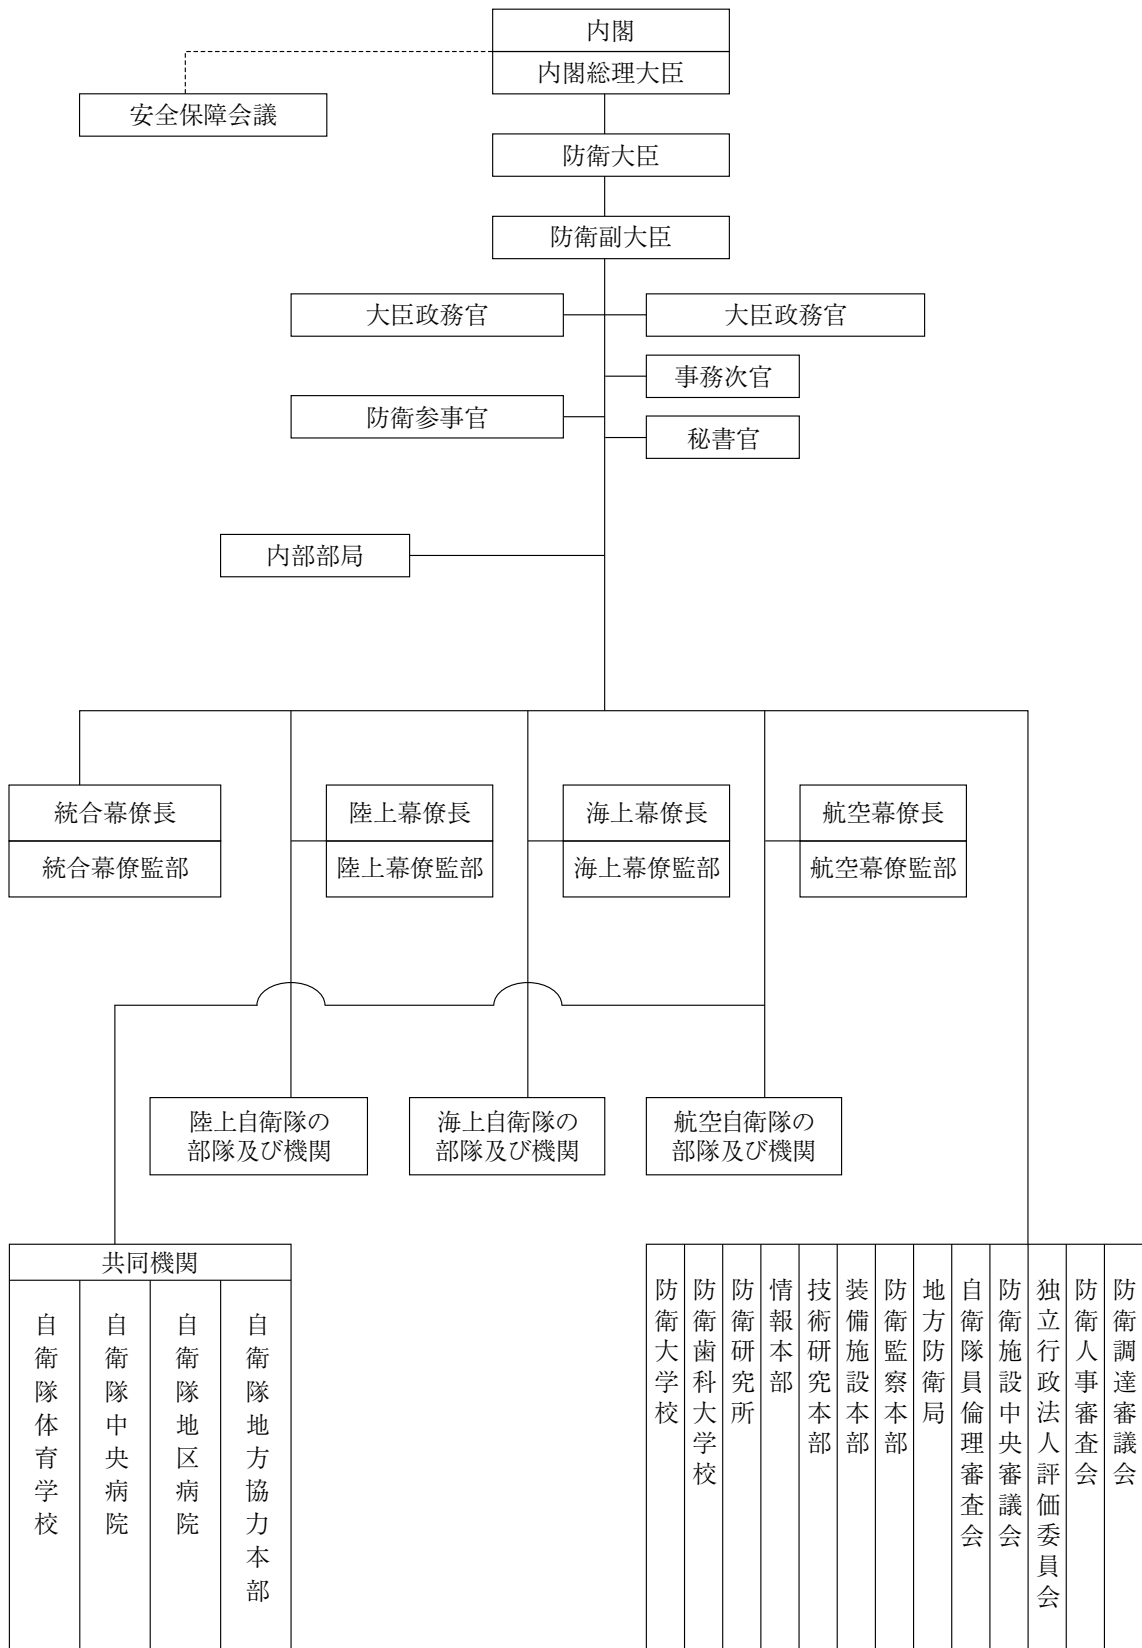 内閣
内閣総理大臣
安全保障会議
防衛大臣
防衛副大臣
大臣政務官
大臣政務官
事務次官
防衛参事官
秘書官
内部部局
統合幕僚長
統合幕僚監部
陸上幕僚長
陸上幕僚監部
海上幕僚長
海上幕僚監部
航空幕僚長
航空幕僚監部
陸上自衛隊の
部隊及び機関
海上自衛隊の
部隊及び機関
航空自衛隊の
部隊及び機関
共同機関
自衛隊体育学校
自衛隊中央病院
自衛隊地区病院
自衛隊地方協力本部
防衛大学校
防衛歯科大学校
防衛研究所
情報本部
技術研究本部
装備施設本部
防衛監察本部
地方防衛局
自衛隊員倫理審査会
防衛施設中央審議会
独立行政法人評価委員会
防衛人事審査会
防衛調達審議会